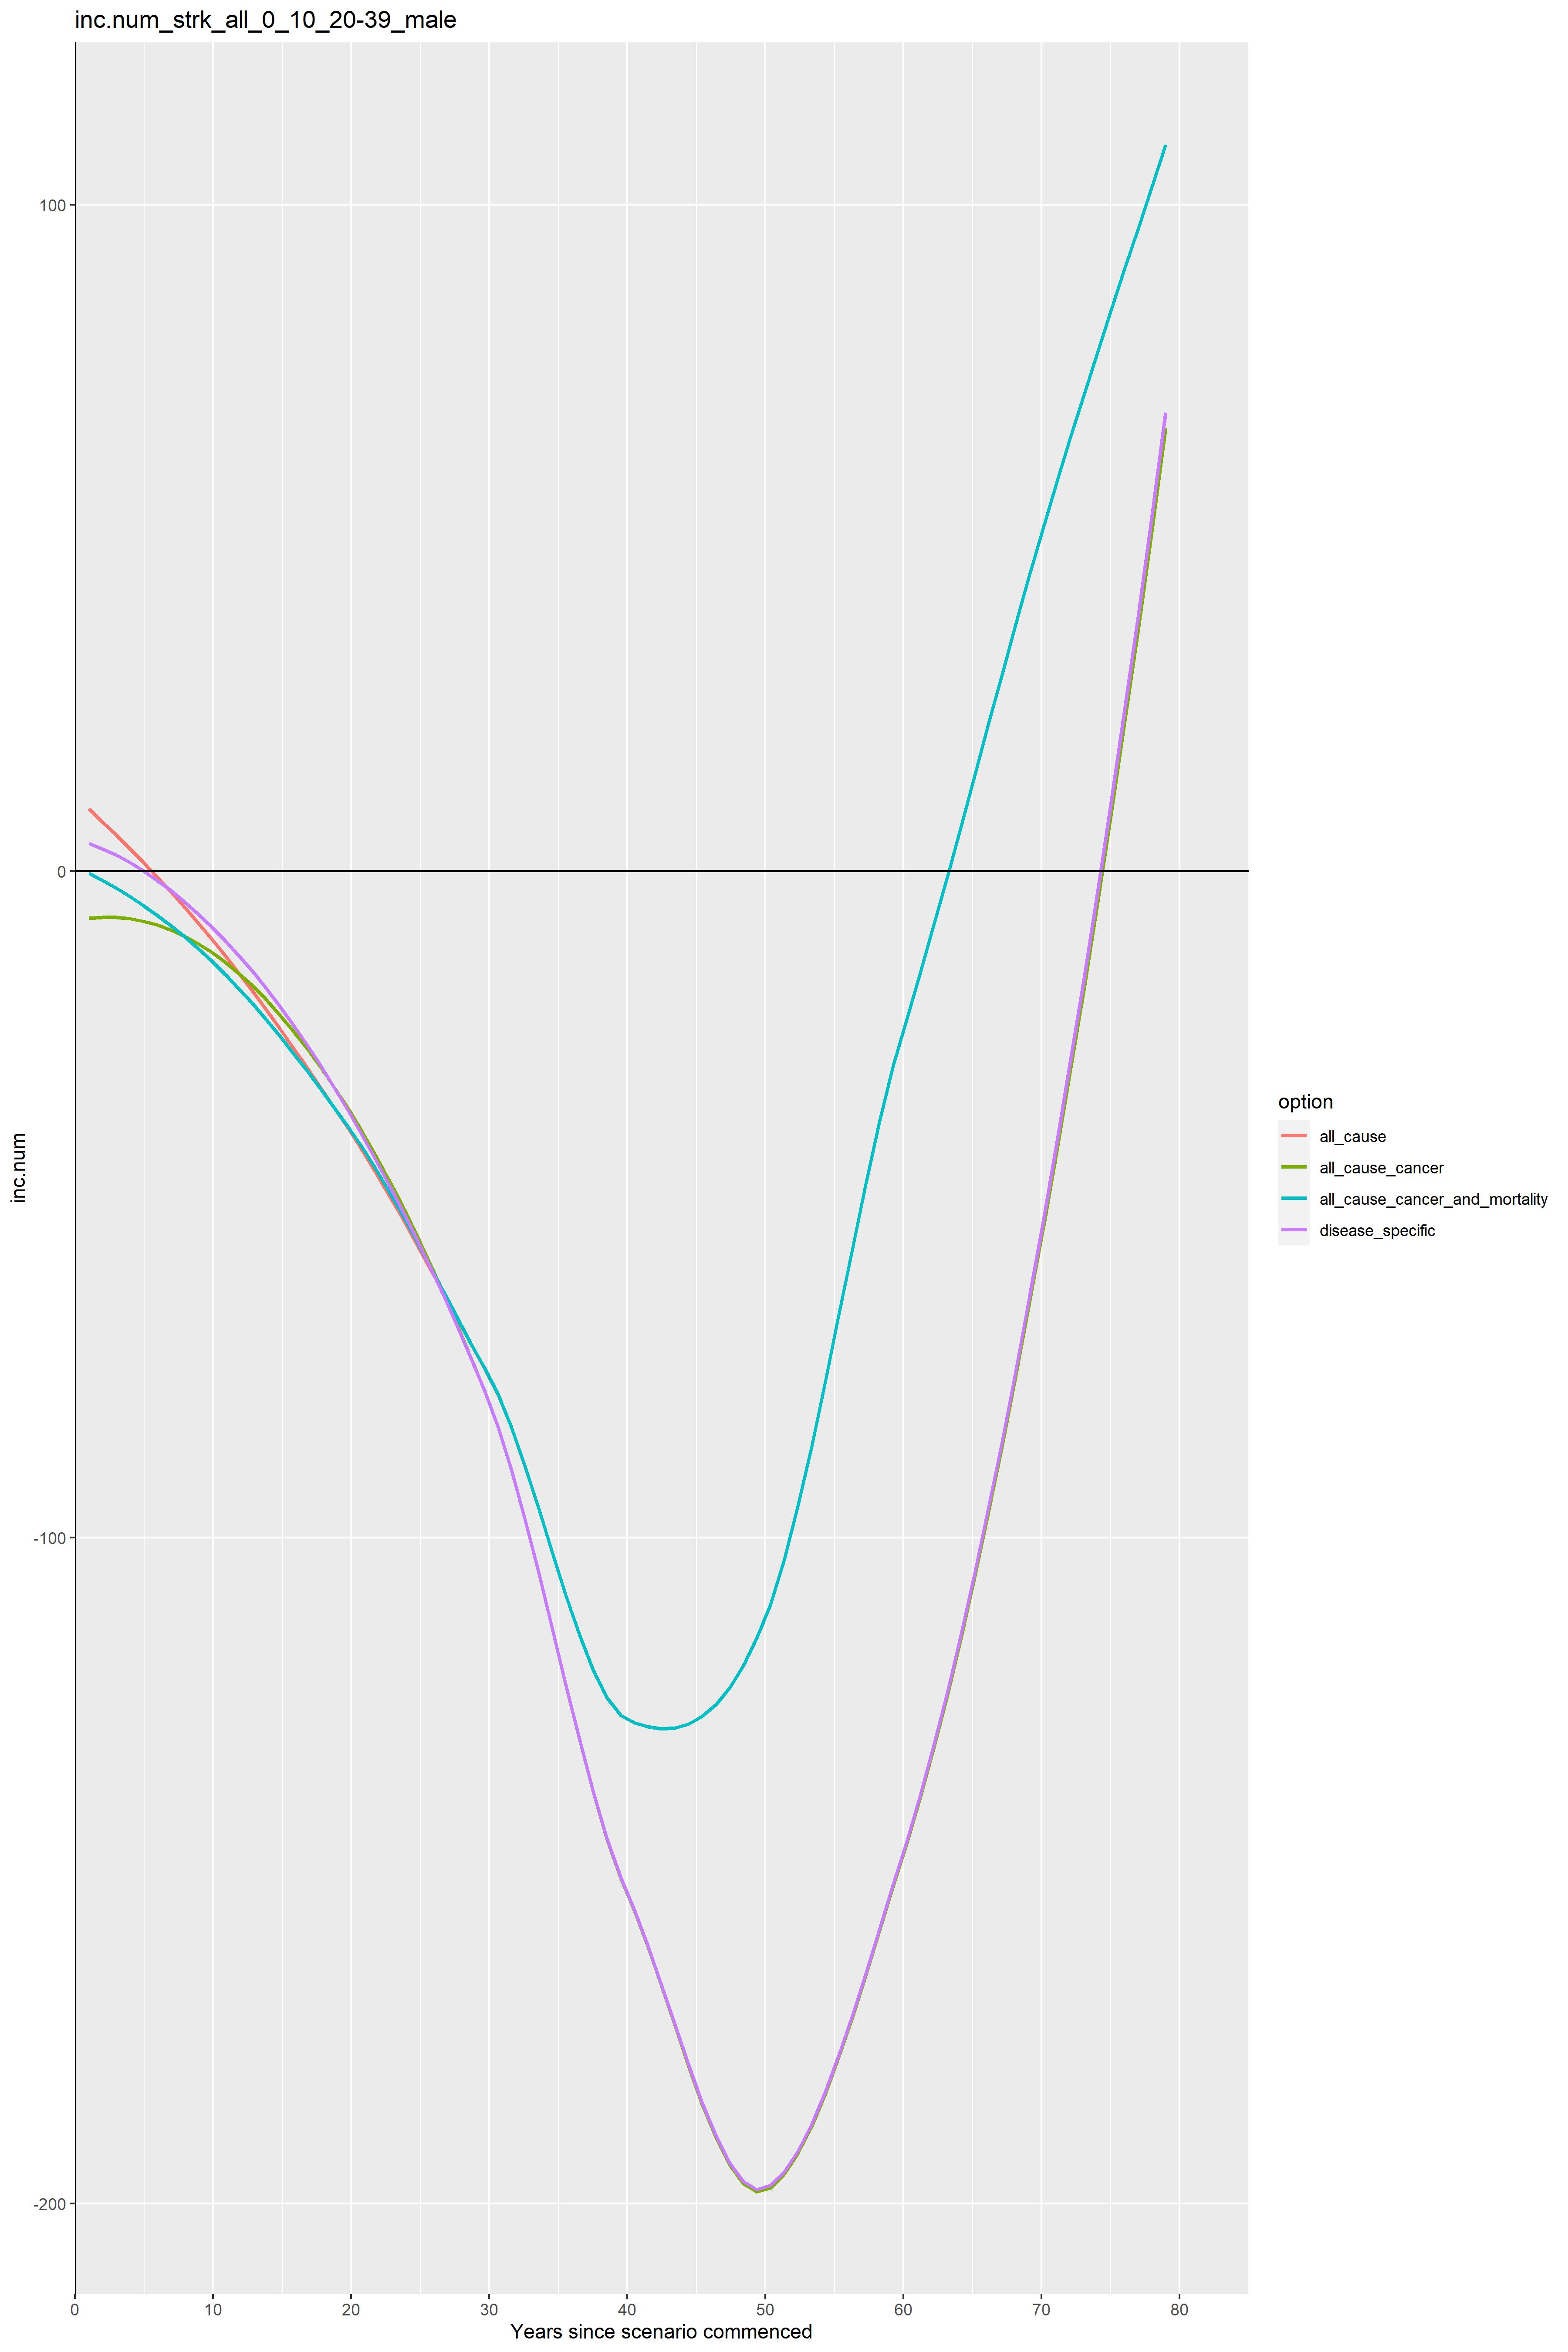 inc.num_strk_all_0_10_20-39_male
100
0
-100
-200
inc.num
0 10 20 30 40 50 60 70 80
Years since scenario commenced
option
all_cause
all_cause_cancer
all_cause_cancer_and_mortality
disease_specific